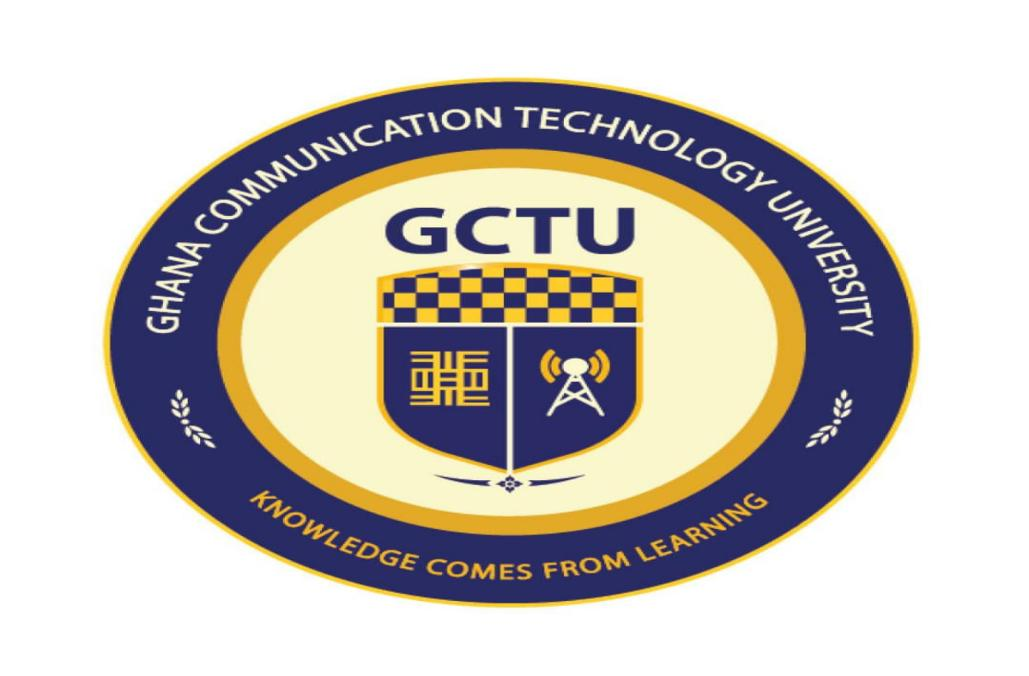 GHANA COMMUNICATION TECHNOLOGY UNIVERSITY
GCTU
KNOWLEDGE COMES FROM LEARNING